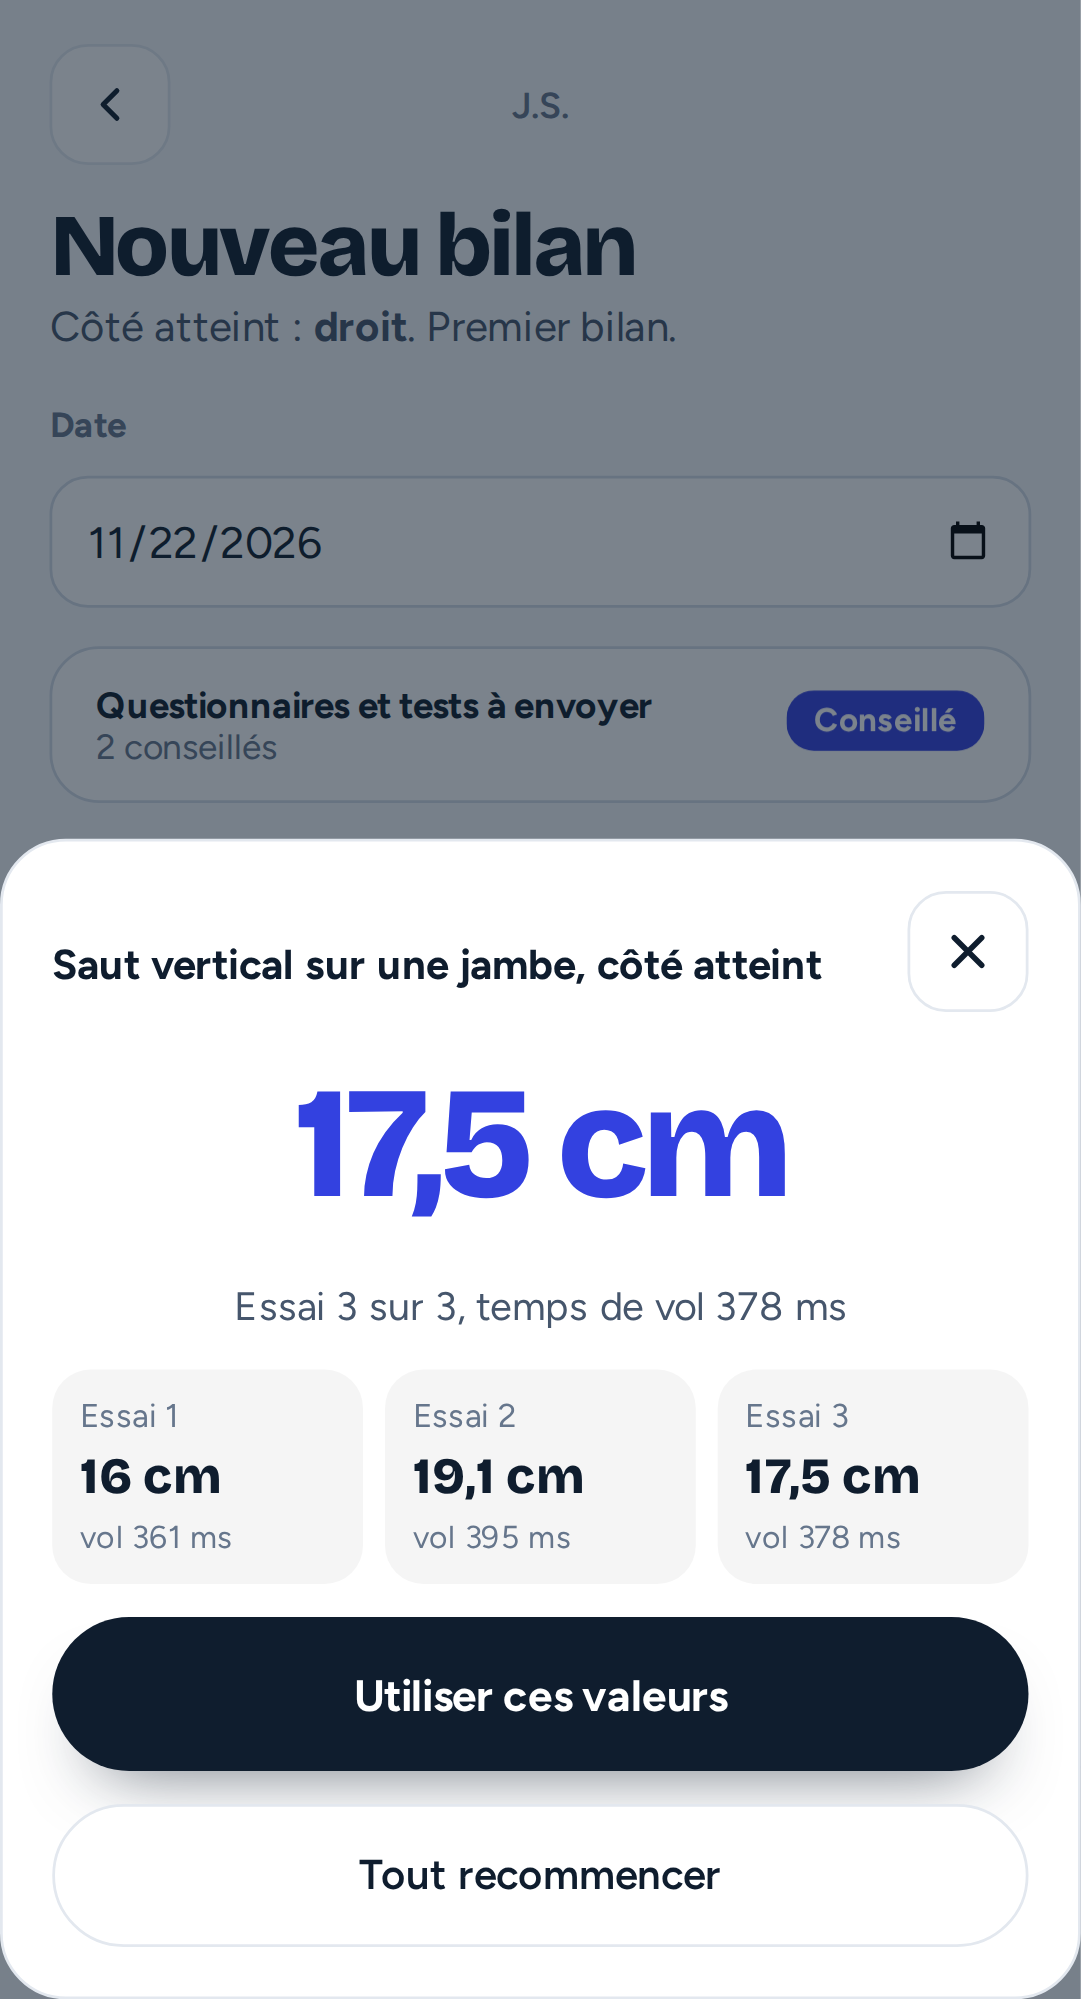 J.S.
Nouveau bilan
Côté atteint : droit. Premier bilan.
Date
11/22/2026
Questionnaires et tests à envoyer
2 conseillés
Conseillé
Saut vertical sur une jambe, côté atteint
17,5 cm
Essai 3 sur 3, temps de vol 378 ms
Essai 1
16 cm
vol 361 ms
Essai 2
19,1 cm
vol 395 ms
Essai 3
17,5 cm
vol 378 ms
Utiliser ces valeurs
Tout recommencer